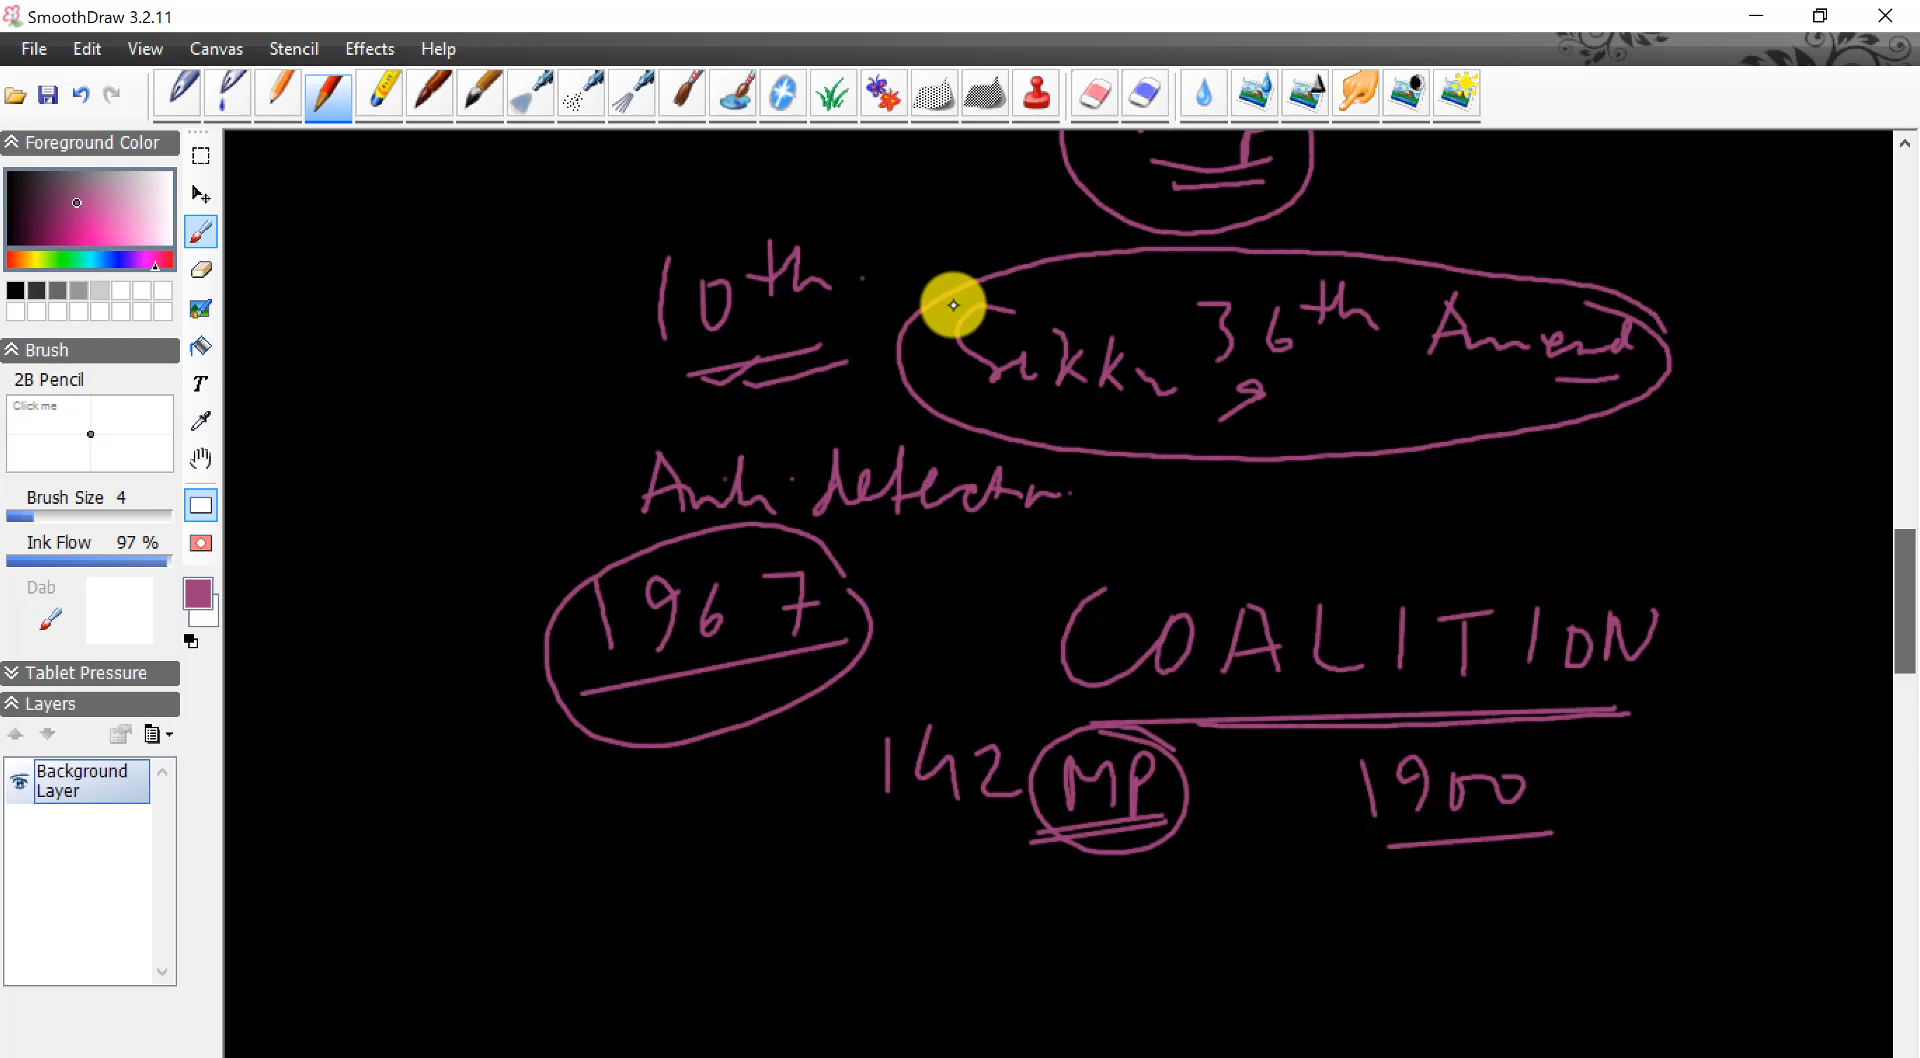 SmoothDraw 3.2.11
File Edit View Canvas Stencil Effects Help
Foreground Color
Brush
2B Pencil
Click me
Brush Size 4
Ink Flow 97 %
Dab
Tablet Pressure
Layers
Background
Layer
T
10th
36th Amend
Anti. defection.
1967
COALITION
142 MP 1900